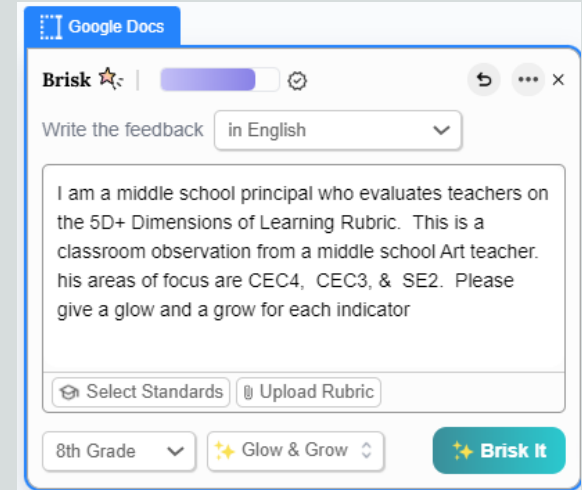 Google Docs
Brisk
Write the feedback in English
I am a middle school principal who evaluates teachers on
the 5D+ Dimensions of Learning Rubric.  This is a
classroom observation from a middle school Art teacher.
his areas of focus are CEC4,  CEC3, & SE2.  Please
give a glow and a grow for each indicator
Select Standards Upload Rubric
8th Grade Glow & Grow Brisk It